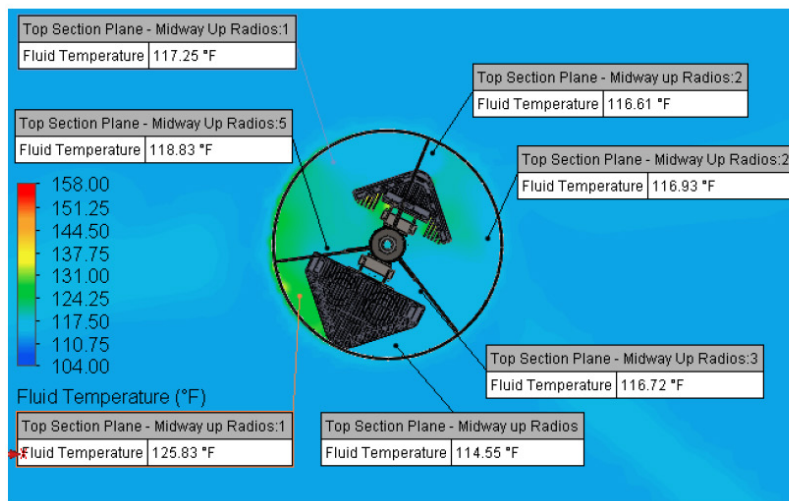 Top Section Plane - Midway Up Radios:1
Fluid Temperature 117.25 °F
Top Section Plane - Midway up Radios:2
Fluid Temperature 116.61 °F
Top Section Plane - Midway Up Radios:5
Fluid Temperature 118.83 °F
Top Section Plane - Midway Up Radios:2
Fluid Temperature 116.93 °F
158.00
151.25
144.50
137.75
131.00
124.25
117.50
110.75
104.00
Fluid Temperature (°F)
Top Section Plane - Midway Up Radios:3
Fluid Temperature 116.72 °F
Top Section Plane - Midway Up Radios:1
Fluid Temperature 125.83 °F
Top Section Plane - Midway up Radios
Fluid Temperature 114.55 °F